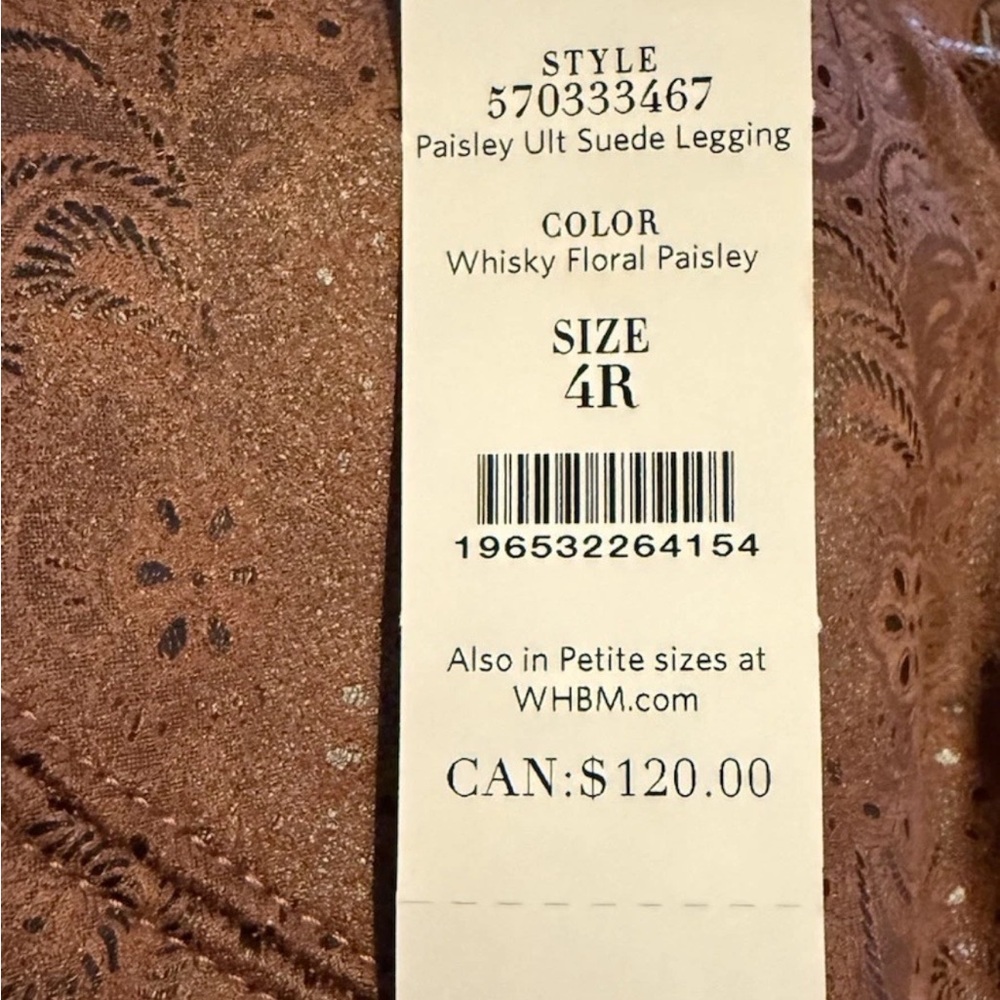 STYLE
570333467
Paisley Ult Suede Legging
COLOR
Whisky Floral Paisley
SIZE
4R
196532264154
Also in Petite sizes at
WHBM.com
CAN:$120.00